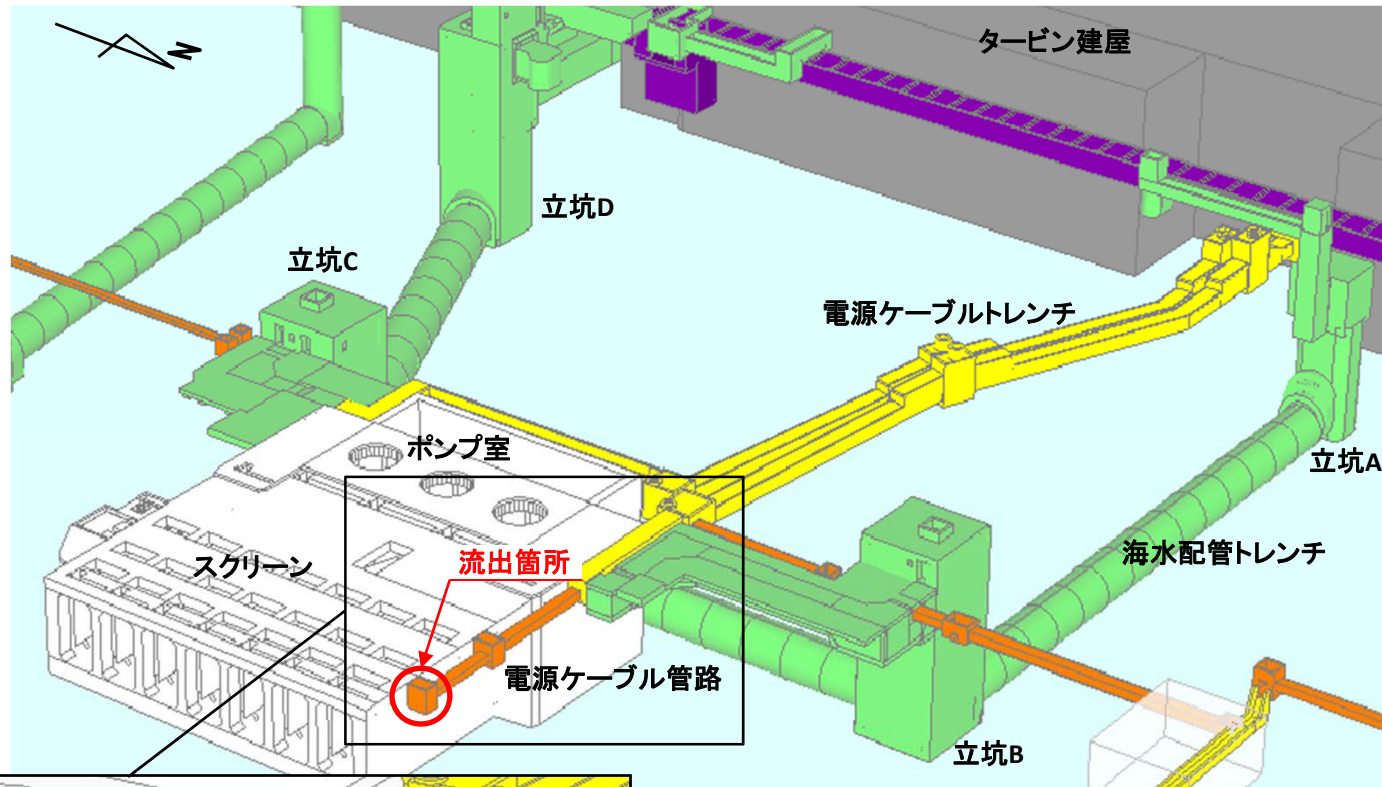 N
タービン建屋
立坑D
立坑C
電源ケーブルトレンチ
ポンプ室
立坑A
海水配管トレンチ
スクリーン
流出箇所
電源ケーブル管路
立坑B